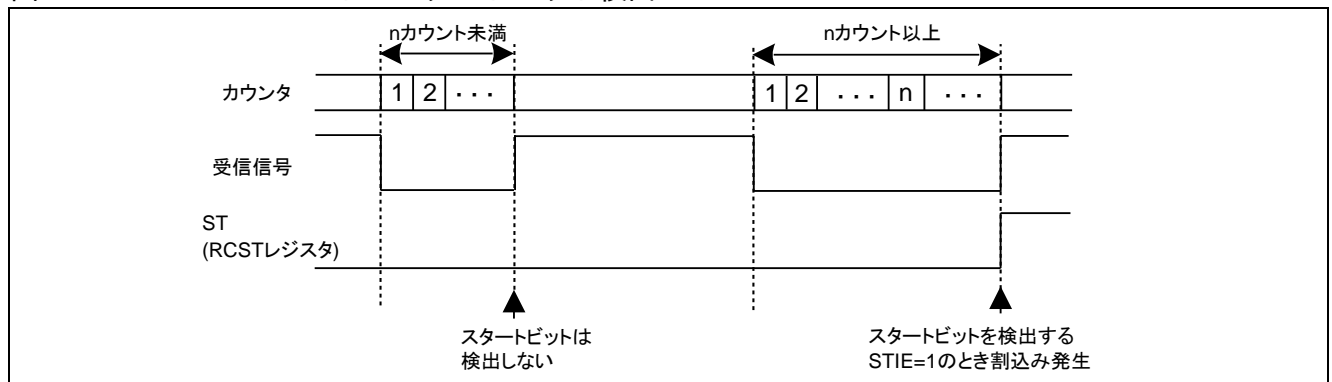 nカウント未満
nカウント以上
カウンタ
1 2 ・・・
1 2 ・・・ n ・・・
受信信号
ST
(RCSTレジスタ)
スタートビットは
検出しない
スタートビットを検出する
STIE=1のとき割込み発生